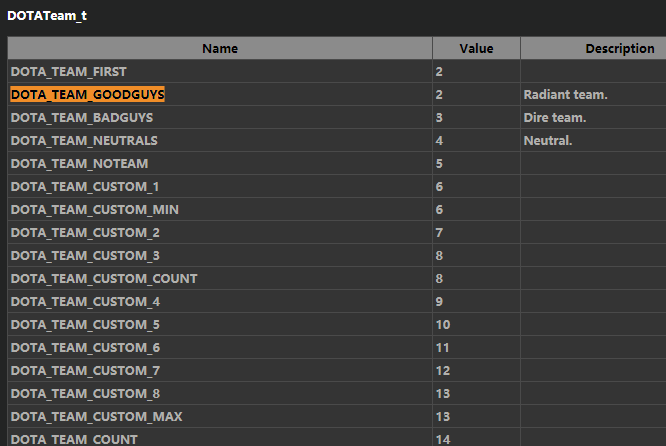 DOTATeam_t
Name Value Description
DOTA_TEAM_FIRST 2
DOTA_TEAM_GOODGUYS 2 Radiant team.
DOTA_TEAM_BADGUYS 3 Dire team.
DOTA_TEAM_NEUTRALS 4 Neutral.
DOTA_TEAM_NOTEAM 5
DOTA_TEAM_CUSTOM_1 6
DOTA_TEAM_CUSTOM_MIN 6
DOTA_TEAM_CUSTOM_2 7
DOTA_TEAM_CUSTOM_3 8
DOTA_TEAM_CUSTOM_COUNT 8
DOTA_TEAM_CUSTOM_4 9
DOTA_TEAM_CUSTOM_5 10
DOTA_TEAM_CUSTOM_6 11
DOTA_TEAM_CUSTOM_7 12
DOTA_TEAM_CUSTOM_8 13
DOTA_TEAM_CUSTOM_MAX 13
DOTA_TEAM_COUNT 14